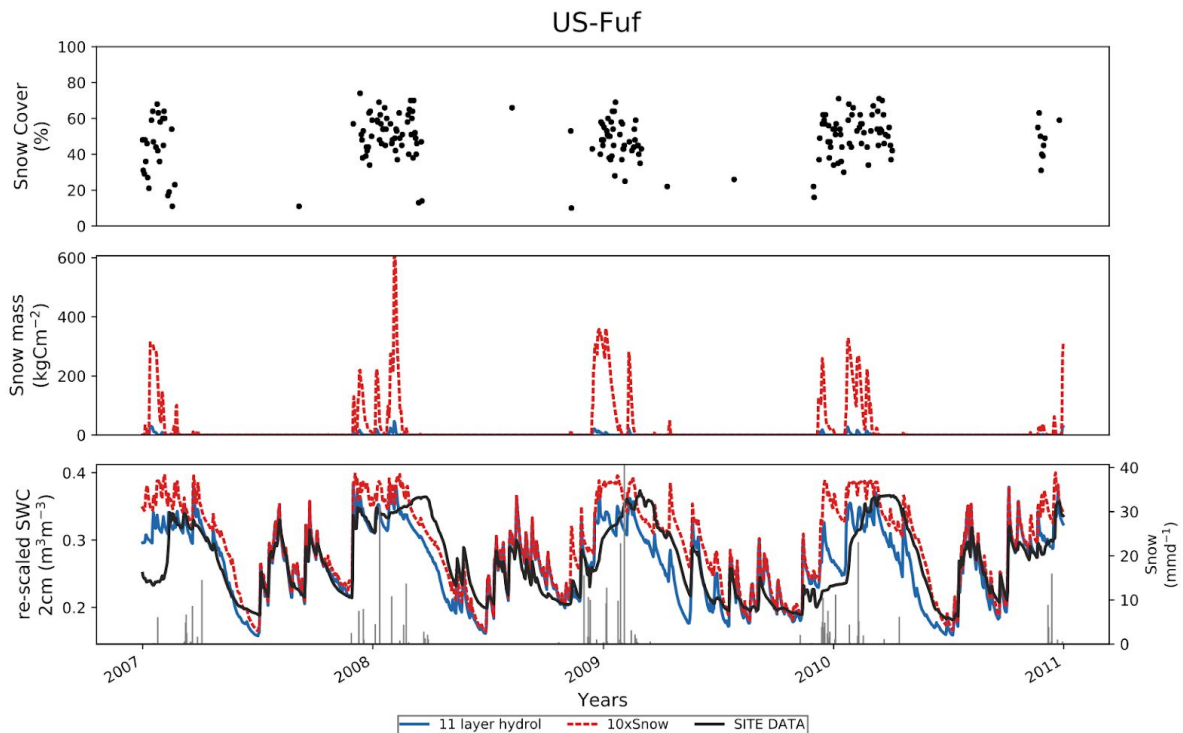 US-Fuf
100
80
60
40
20
0
Snow Cover
(%)
600
400
200
0
Snow mass
(kgCm⁻²)
0.4
0.3
0.2
re-scaled SWC
2cm (m³m⁻³)
40
30
20
10
0
Snow
(mmd⁻¹)
2007
2008
2009
2010
2011
Years
11 layer hydrol
10xSnow
SITE DATA